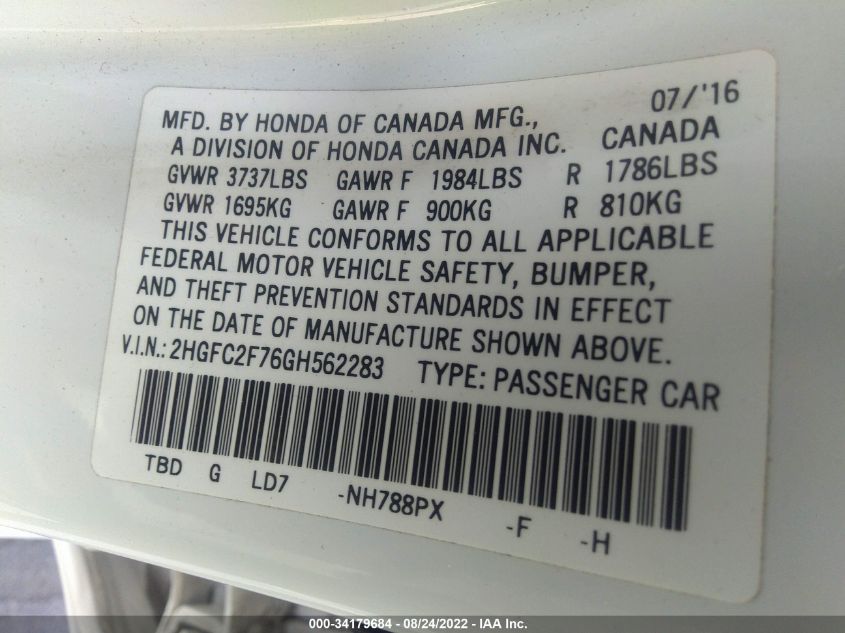 07/'16
MFD. BY HONDA OF CANADA MFG.,
A DIVISION OF HONDA CANADA INC. CANADA
GVWR 3737LBS GAWR F 1984LBS R 1786LBS
GVWR 1695KG GAWR F 900KG R 810KG
THIS VEHICLE CONFORMS TO ALL APPLICABLE
FEDERAL MOTOR VEHICLE SAFETY, BUMPER,
AND THEFT PREVENTION STANDARDS IN EFFECT
ON THE DATE OF MANUFACTURE SHOWN ABOVE.
V.I.N.: 2HGFC2F76GH562283 TYPE: PASSENGER CAR
TBD G LD7 -NH788PX -F -H
000-34179684 - 08/24/2022 - IAA Inc.